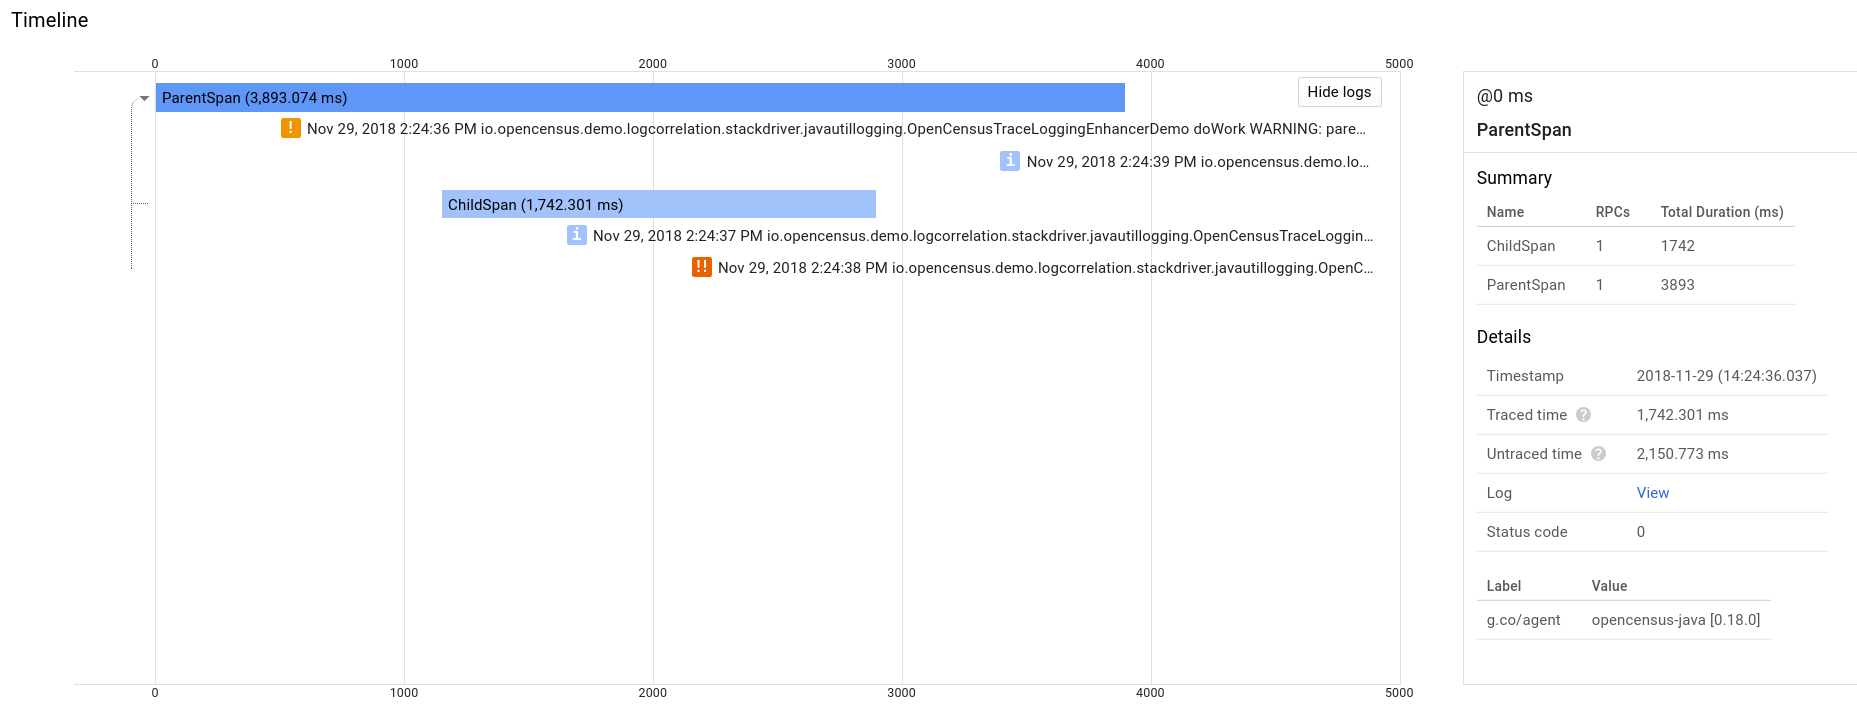 Timeline
0 1000 2000 3000 4000 5000
ParentSpan (3,893.074 ms)
Hide logs
! Nov 29, 2018 2:24:36 PM io.opencensus.demo.logcorrelation.stackdriver.javautillogging.OpenCensusTraceLoggingEnhancerDemo doWork WARNING: pare...
i Nov 29, 2018 2:24:39 PM io.opencensus.demo.lo...
ChildSpan (1,742.301 ms)
i Nov 29, 2018 2:24:37 PM io.opencensus.demo.logcorrelation.stackdriver.javautillogging.OpenCensusTraceLoggin...
!! Nov 29, 2018 2:24:38 PM io.opencensus.demo.logcorrelation.stackdriver.javautillogging.OpenC...
0 1000 2000 3000 4000 5000
@0 ms
ParentSpan
Summary
Name RPCs Total Duration (ms)
ChildSpan 1 1742
ParentSpan 1 3893
Details
Timestamp 2018-11-29 (14:24:36.037)
Traced time ? 1,742.301 ms
Untraced time ? 2,150.773 ms
Log View
Status code 0
Label Value
g.co/agent opencensus-java [0.18.0]